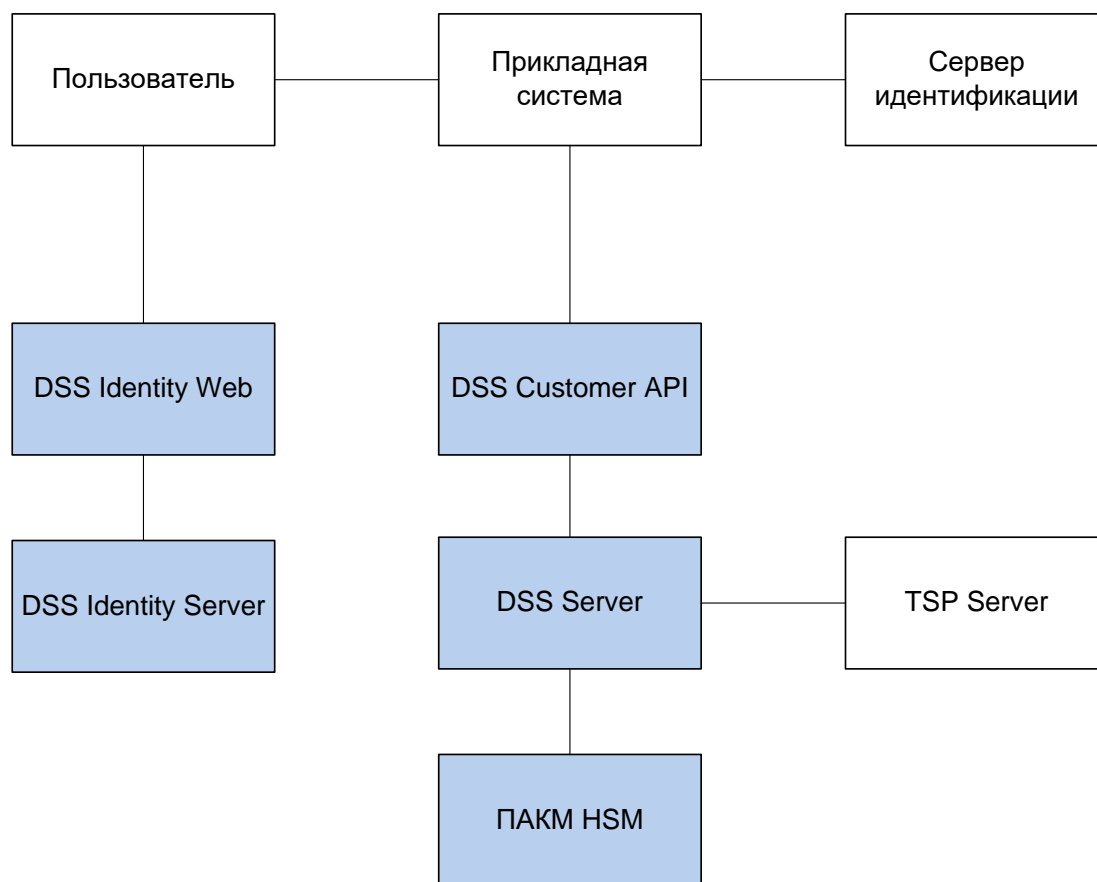 Пользователь
Прикладная
система
Сервер
идентификации
DSS Identity Web
DSS Customer API
DSS Identity Server
DSS Server
TSP Server
ПАКМ HSM